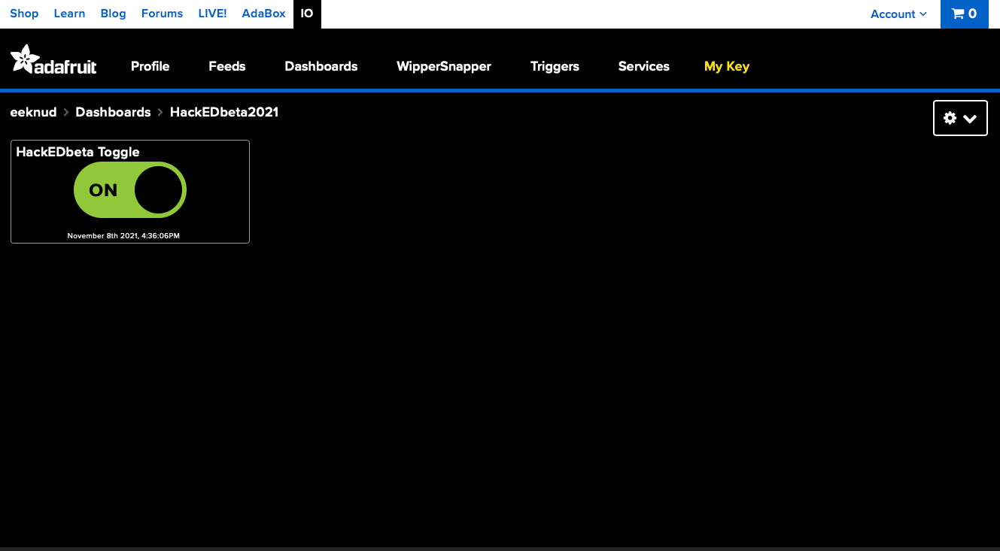 Shop Learn Blog Forums LIVE! AdaBox IO Account 0
adafruit Profile Feeds Dashboards WipperSnapper Triggers Services My Key
eeknud Dashboards HackEDbeta2021
HackEDbeta Toggle
ON
November 8th 2021, 4:36:06PM